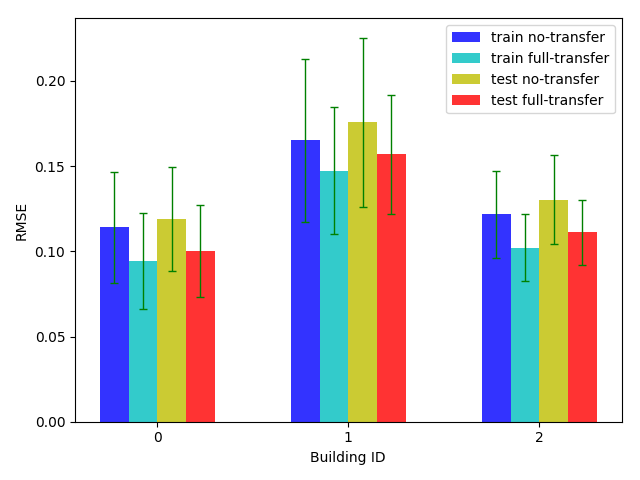 train no-transfer
train full-transfer
test no-transfer
test full-transfer
0.20
0.15
0.10
0.05
0.00
RMSE
0 1 2
Building ID